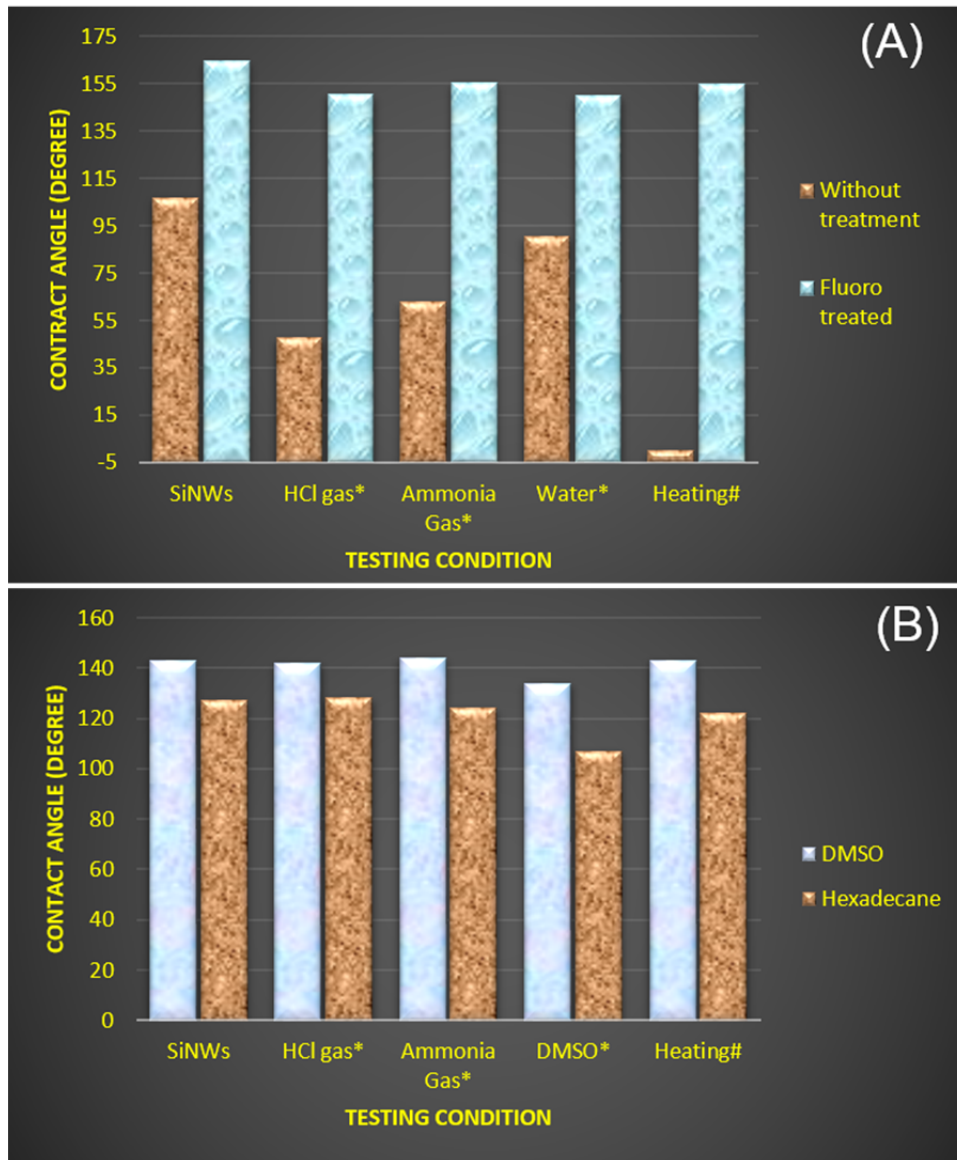 (A)
175
155
135
115
95
75
55
35
15
-5
CONTRACT ANGLE (DEGREE)
SiNWs
HCl gas*
Ammonia
Gas*
Water*
Heating#
TESTING CONDITION
Without
treatment
Fluoro
treated
(B)
160
140
120
100
80
60
40
20
0
CONTACT ANGLE (DEGREE)
SiNWs
HCl gas*
Ammonia
Gas*
DMSO*
Heating#
TESTING CONDITION
DMSO
Hexadecane